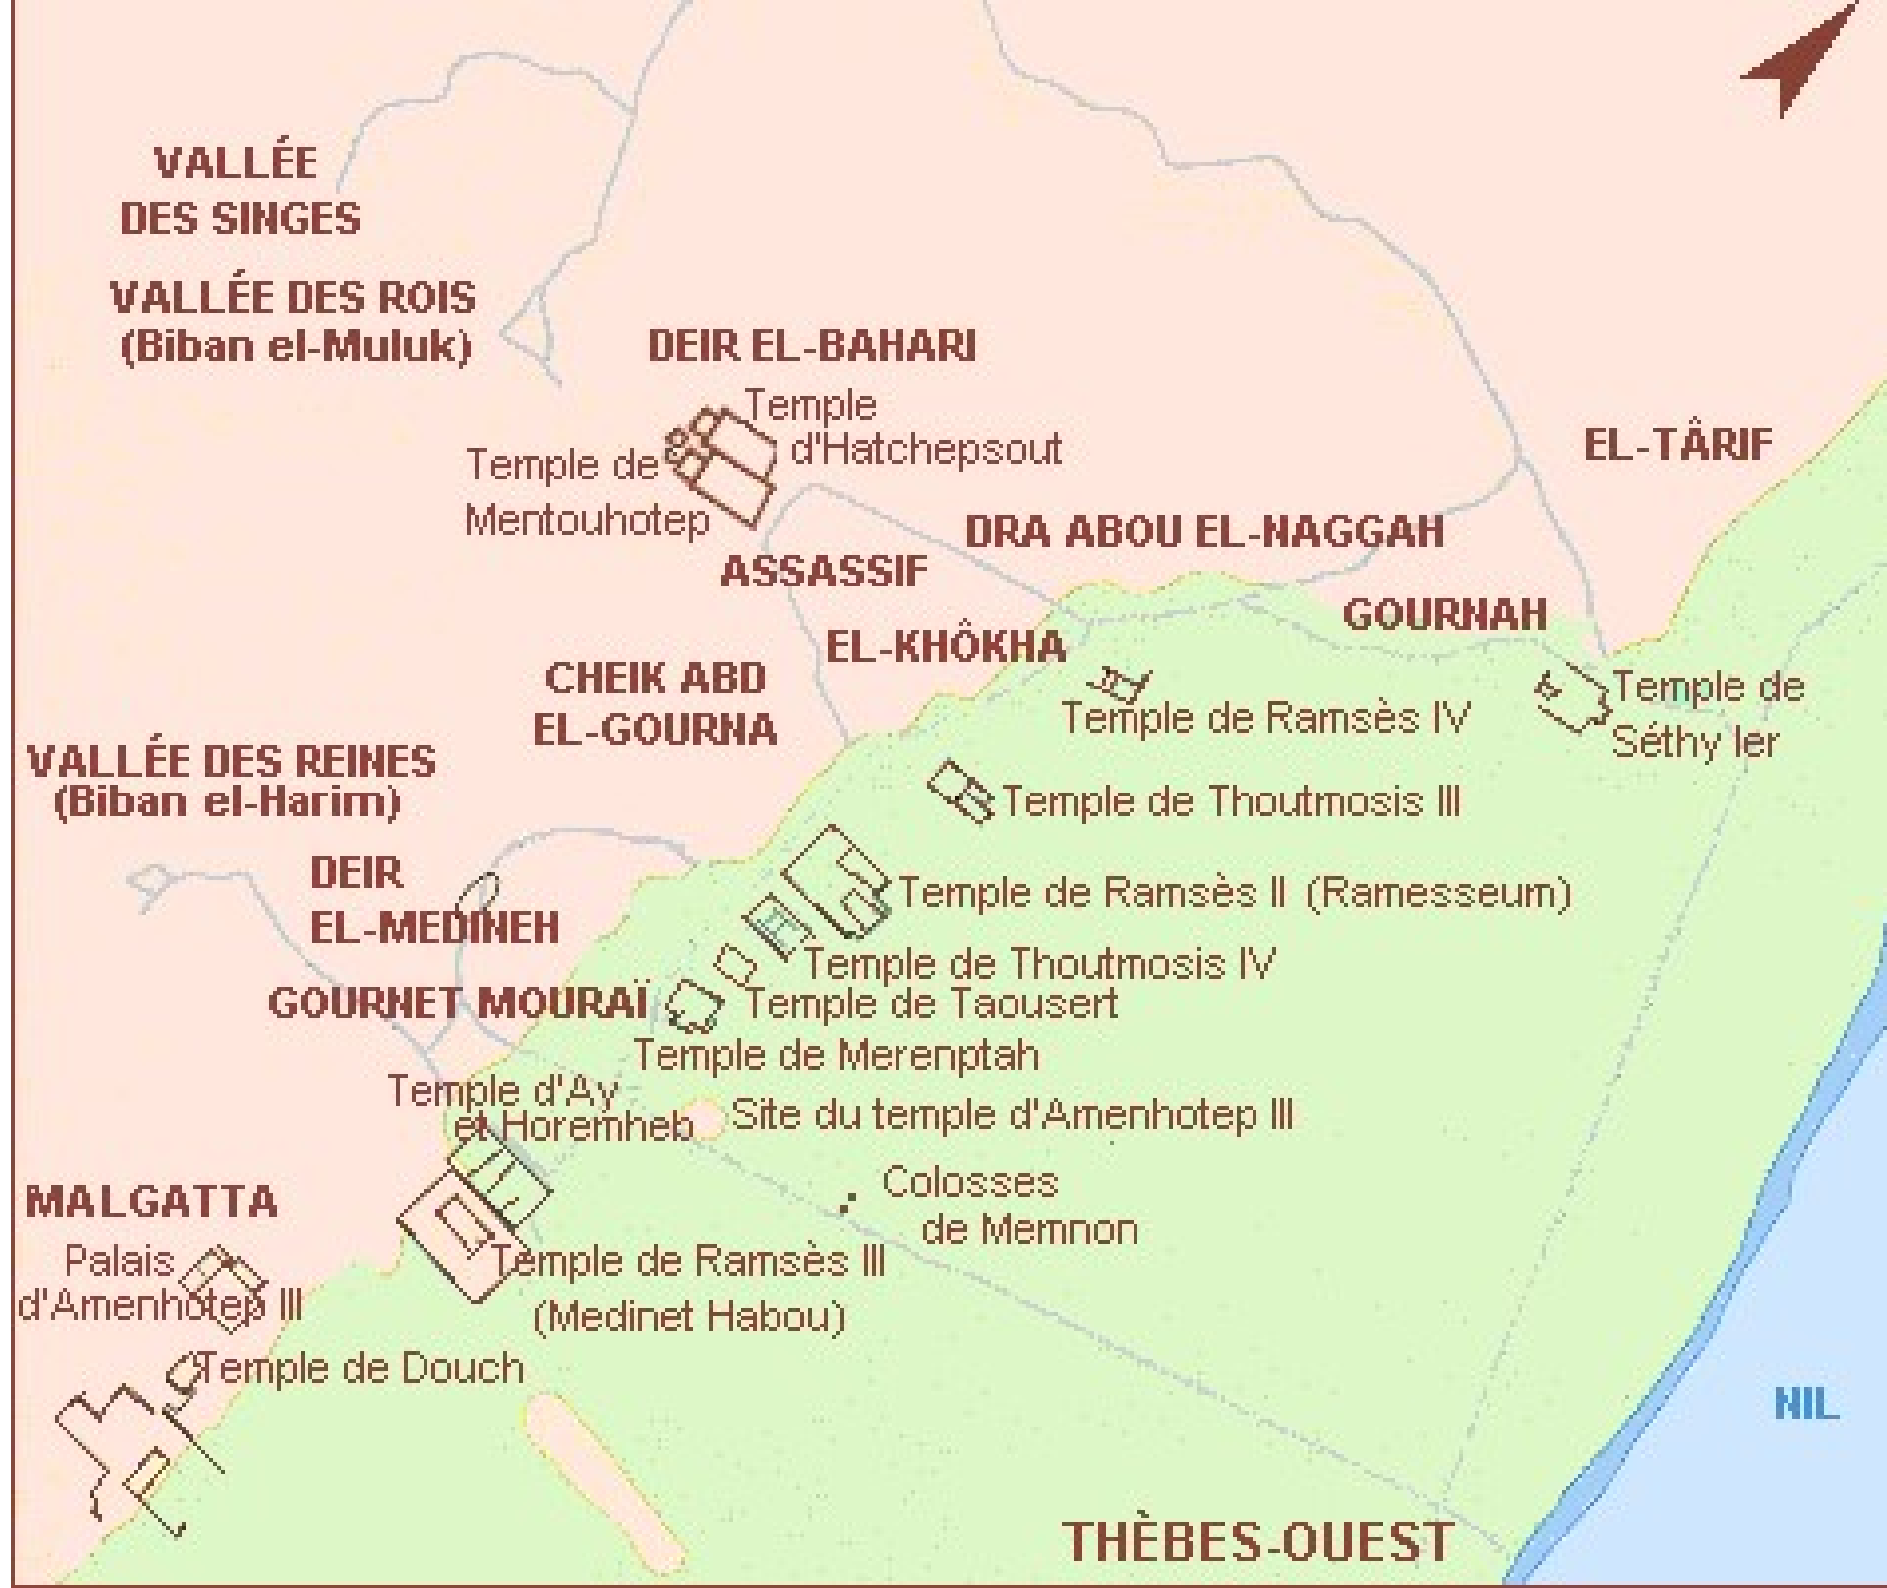 VALLÉE
DES SINGES
VALLÉE DES ROIS
(Biban el-Muluk)
DEIR EL-BAHARI
Temple
d'Hatchepsout
Temple de
Mentouhotep
EL-TÂRIF
DRA ABOU EL-NAGGAH
ASSASSIF
GOURNAH
EL-KHÔKHA
CHEIK ABD
EL-GOURNA
Temple de Ramsès IV
Temple de
Séthy Ier
VALLÉE DES REINES
(Biban el-Harim)
Temple de Thoutmosis III
DEIR
EL-MEDINEH
Temple de Ramsès II (Ramesseum)
Temple de Thoutmosis IV
GOURNET MOURAÏ
Temple de Taousert
Temple de Merenptah
Temple d'Ay
et Horemheb
Site du temple d'Amenhotep III
Colosses
de Memnon
MALGATTA
Palais
d'Amenhotep III
Temple de Ramsès III
(Medinet Habou)
Temple de Douch
NIL
THÈBES-OUEST